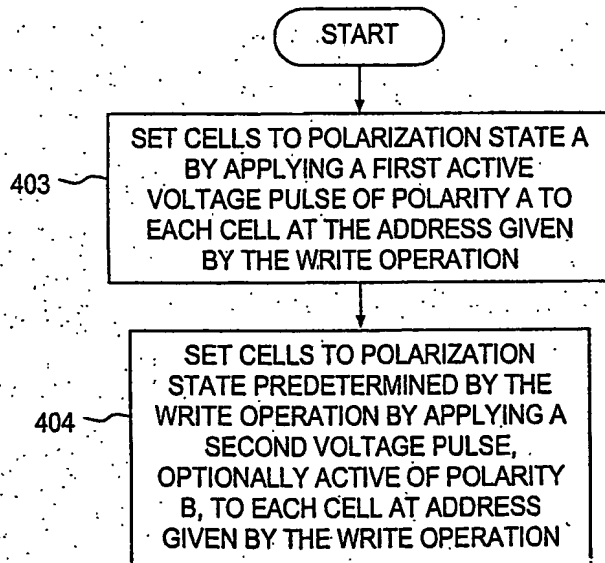 START
403
SET CELLS TO POLARIZATION STATE A
BY APPLYING A FIRST ACTIVE
VOLTAGE PULSE OF POLARITY A TO
EACH CELL AT THE ADDRESS GIVEN
BY THE WRITE OPERATION
404
SET CELLS TO POLARIZATION
STATE PREDETERMINED BY THE
WRITE OPERATION BY APPLYING A
SECOND VOLTAGE PULSE,
OPTIONALLY ACTIVE OF POLARITY
B, TO EACH CELL AT ADDRESS
GIVEN BY THE WRITE OPERATION